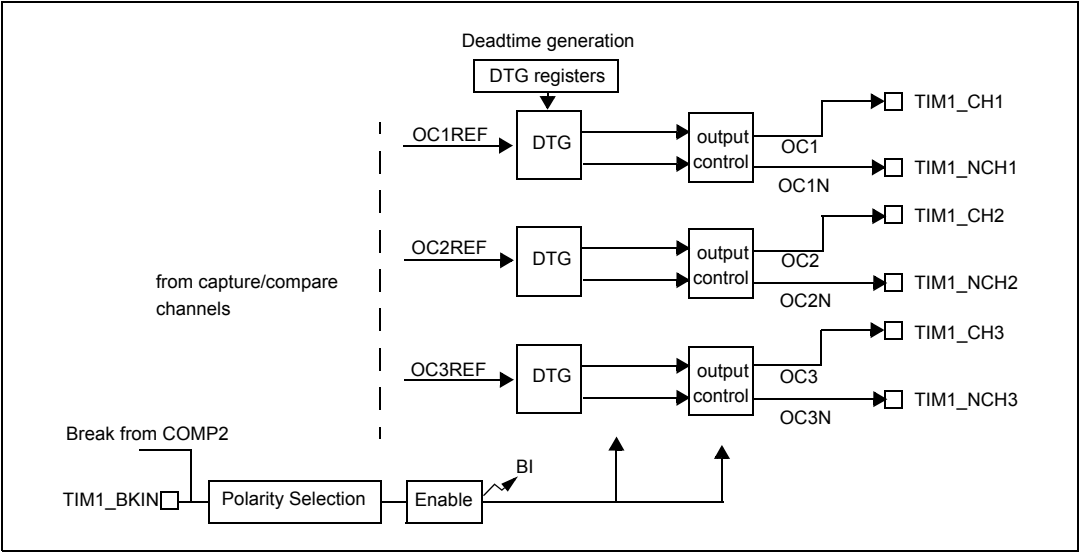 Deadtime generation
DTG registers
OC1REF
DTG
output
control
OC1
OC1N
TIM1_CH1
TIM1_NCH1
OC2REF
DTG
output
control
OC2
OC2N
TIM1_CH2
TIM1_NCH2
from capture/compare
channels
OC3REF
DTG
output
control
OC3
OC3N
TIM1_CH3
TIM1_NCH3
Break from COMP2
TIM1_BKIN
Polarity Selection
Enable
BI